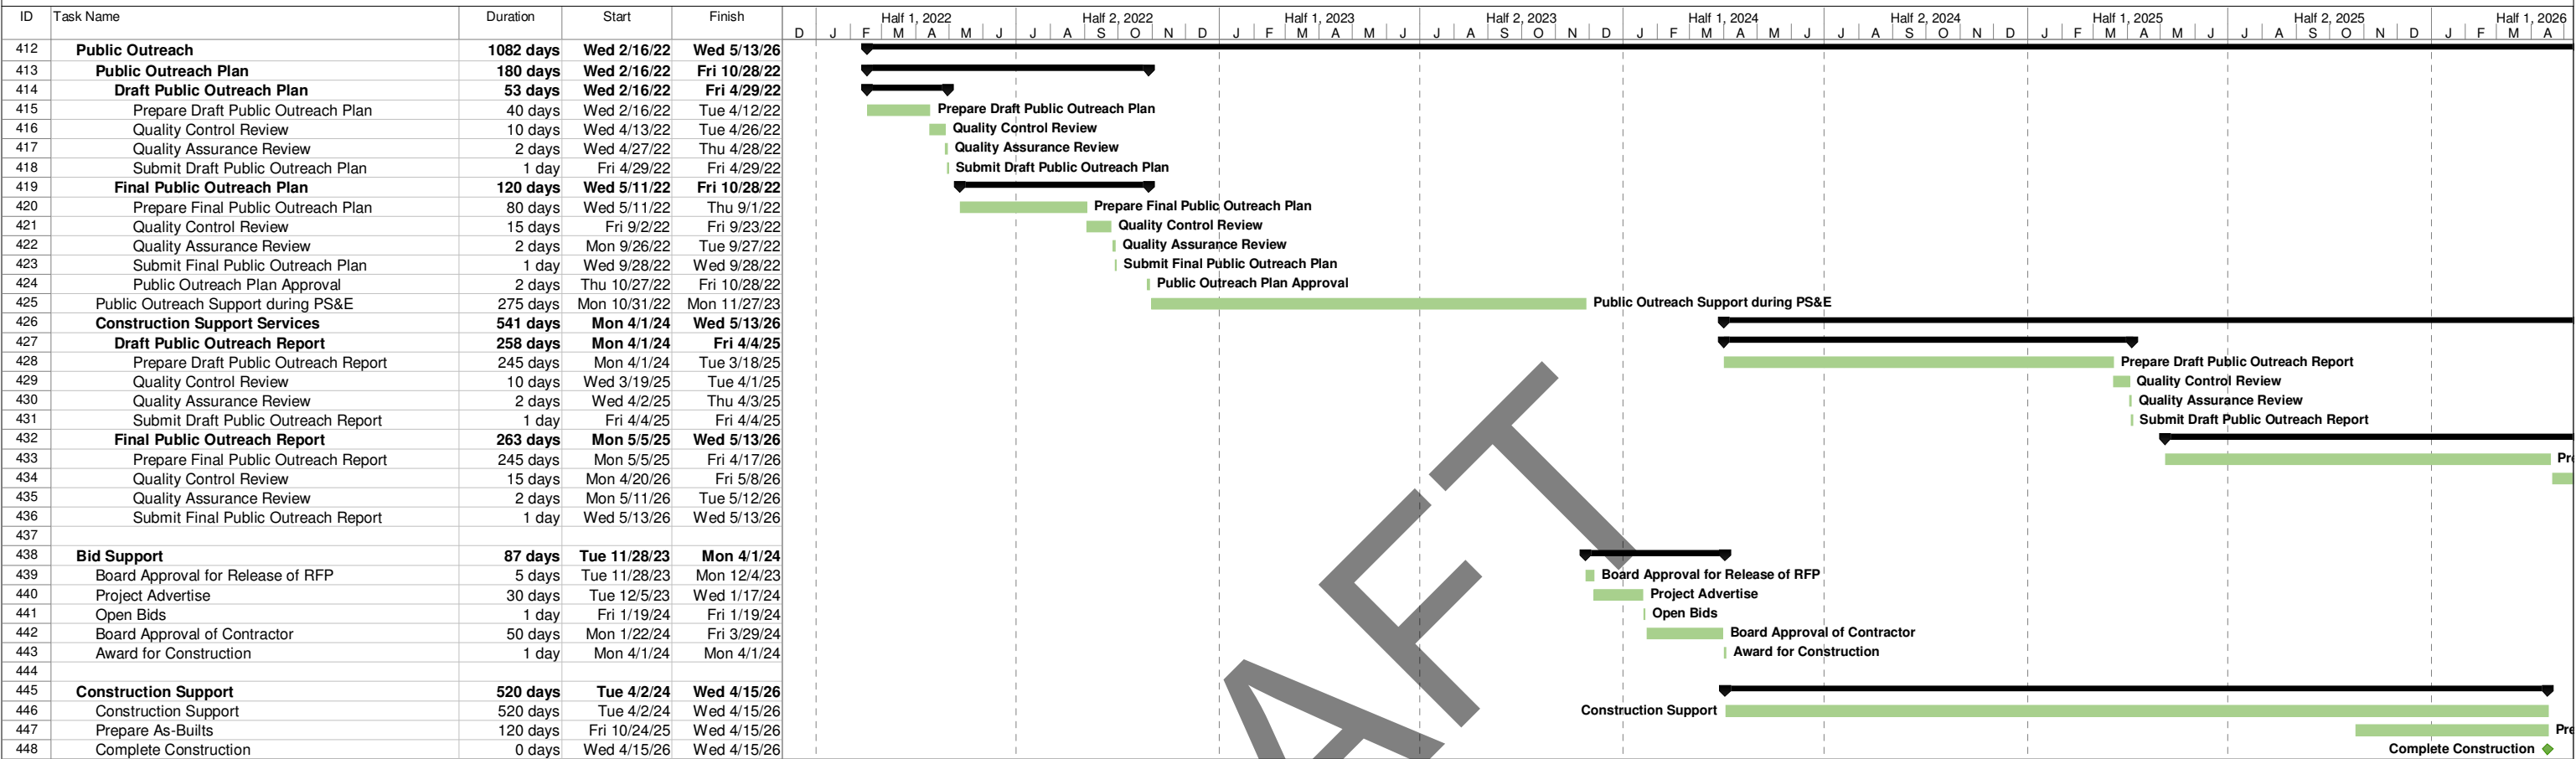 ID Task Name Duration Start Finish Half 1, 2022 Half 2, 2022 Half 1, 2023 Half 2, 2023 Half 1, 2024 Half 2, 2024 Half 1, 2025 Half 2, 2025 Half 1, 2026
D J F M A M J J A S O N D J F M A M J J A S O N D J F M A M J J A S O N D J F M A M J J A S O N D J F M A
412 Public Outreach 1082 days Wed 2/16/22 Wed 5/13/26
413 Public Outreach Plan 180 days Wed 2/16/22 Fri 10/28/22
414 Draft Public Outreach Plan 53 days Wed 2/16/22 Fri 4/29/22
415 Prepare Draft Public Outreach Plan 40 days Wed 2/16/22 Tue 4/12/22 Prepare Draft Public Outreach Plan
416 Quality Control Review 10 days Wed 4/13/22 Tue 4/26/22 Quality Control Review
417 Quality Assurance Review 2 days Wed 4/27/22 Thu 4/28/22 Quality Assurance Review
418 Submit Draft Public Outreach Plan 1 day Fri 4/29/22 Fri 4/29/22 Submit Draft Public Outreach Plan
419 Final Public Outreach Plan 120 days Wed 5/11/22 Fri 10/28/22
420 Prepare Final Public Outreach Plan 80 days Wed 5/11/22 Thu 9/1/22 Prepare Final Public Outreach Plan
421 Quality Control Review 15 days Fri 9/2/22 Fri 9/23/22 Quality Control Review
422 Quality Assurance Review 2 days Mon 9/26/22 Tue 9/27/22 Quality Assurance Review
423 Submit Final Public Outreach Plan 1 day Wed 9/28/22 Wed 9/28/22 Submit Final Public Outreach Plan
424 Public Outreach Plan Approval 2 days Thu 10/27/22 Fri 10/28/22 Public Outreach Plan Approval
425 Public Outreach Support during PS&E 275 days Mon 10/31/22 Mon 11/27/23 Public Outreach Support during PS&E
426 Construction Support Services 541 days Mon 4/1/24 Wed 5/13/26
427 Draft Public Outreach Report 258 days Mon 4/1/24 Fri 4/4/25
428 Prepare Draft Public Outreach Report 245 days Mon 4/1/24 Tue 3/18/25 Prepare Draft Public Outreach Report
429 Quality Control Review 10 days Wed 3/19/25 Tue 4/1/25 Quality Control Review
430 Quality Assurance Review 2 days Wed 4/2/25 Thu 4/3/25 Quality Assurance Review
431 Submit Draft Public Outreach Report 1 day Fri 4/4/25 Fri 4/4/25 Submit Draft Public Outreach Report
432 Final Public Outreach Report 263 days Mon 5/5/25 Wed 5/13/26
433 Prepare Final Public Outreach Report 245 days Mon 5/5/25 Fri 4/17/26
434 Quality Control Review 15 days Mon 4/20/26 Fri 5/8/26
435 Quality Assurance Review 2 days Mon 5/11/26 Tue 5/12/26
436 Submit Final Public Outreach Report 1 day Wed 5/13/26 Wed 5/13/26
437
438 Bid Support 87 days Tue 11/28/23 Mon 4/1/24
439 Board Approval for Release of RFP 5 days Tue 11/28/23 Mon 12/4/23 Board Approval for Release of RFP
440 Project Advertise 30 days Tue 12/5/23 Wed 1/17/24 Project Advertise
441 Open Bids 1 day Fri 1/19/24 Fri 1/19/24 Open Bids
442 Board Approval of Contractor 50 days Mon 1/22/24 Fri 3/29/24 Board Approval of Contractor
443 Award for Construction 1 day Mon 4/1/24 Mon 4/1/24 Award for Construction
444
445 Construction Support 520 days Tue 4/2/24 Wed 4/15/26
446 Construction Support 520 days Tue 4/2/24 Wed 4/15/26 Construction Support
447 Prepare As-Builts 120 days Fri 10/24/25 Wed 4/15/26
448 Complete Construction 0 days Wed 4/15/26 Wed 4/15/26 Complete Construction